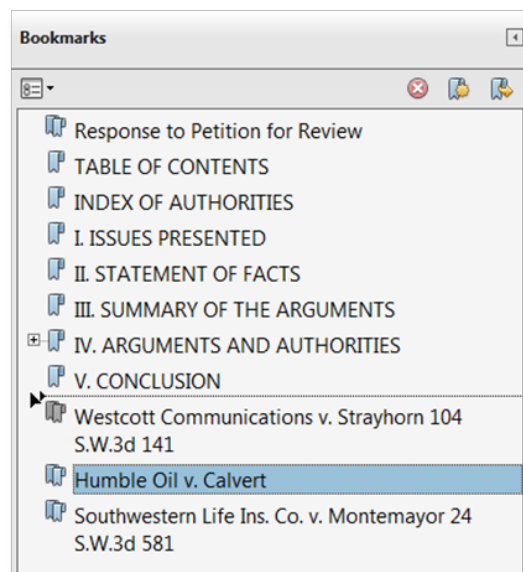 Bookmarks
Response to Petition for Review
TABLE OF CONTENTS
INDEX OF AUTHORITIES
I. ISSUES PRESENTED
II. STATEMENT OF FACTS
III. SUMMARY OF THE ARGUMENTS
IV. ARGUMENTS AND AUTHORITIES
V. CONCLUSION
Westcott Communications v. Strayhorn 104
S.W.3d 141
Humble Oil v. Calvert
Southwestern Life Ins. Co. v. Montemayor 24
S.W.3d 581